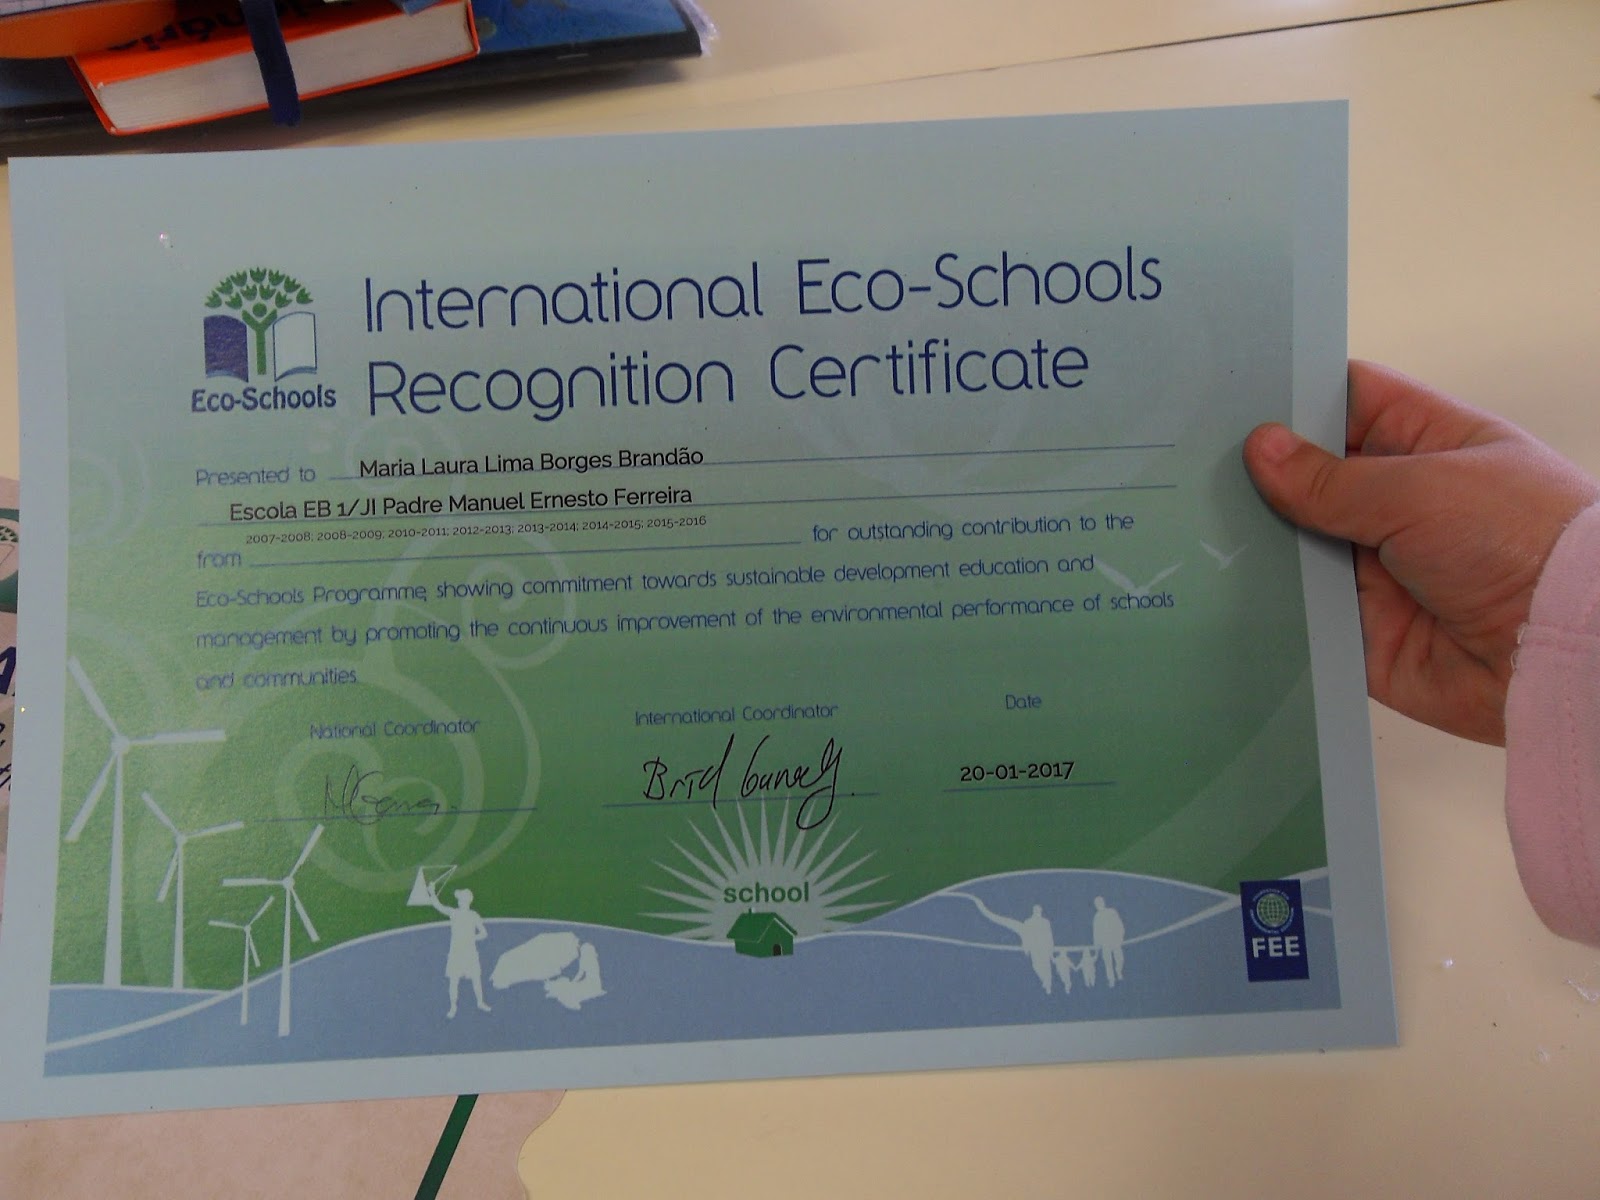 International Eco-Schools
Recognition Certificate
Eco-Schools
Presented to Maria Laura Lima Borges Brandão
Escola EB 1/JI Padre Manuel Ernesto Ferreira
2007-2008; 2008-2009; 2010-2011; 2012-2013; 2013-2014; 2014-2015; 2015-2016
from for outstanding contribution to the
Eco-Schools Programme, showing commitment towards sustainable development education and
management by promoting the continuous improvement of the environmental performance of schools
and communities.
National Coordinator International Coordinator Date
20-01-2017
school
FEE